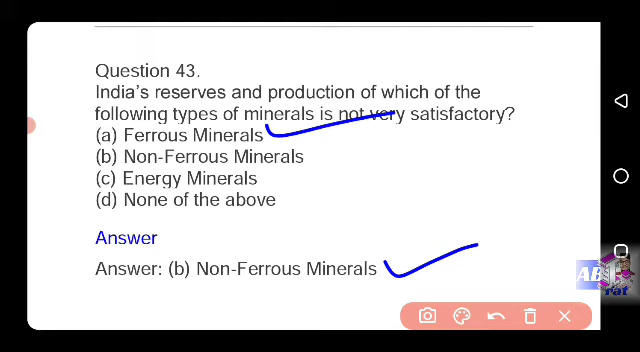 Question 43.
India's reserves and production of which of the
following types of minerals is not very satisfactory?
(a) Ferrous Minerals
(b) Non-Ferrous Minerals
(c) Energy Minerals
(d) None of the above
Answer
Answer: (b) Non-Ferrous Minerals